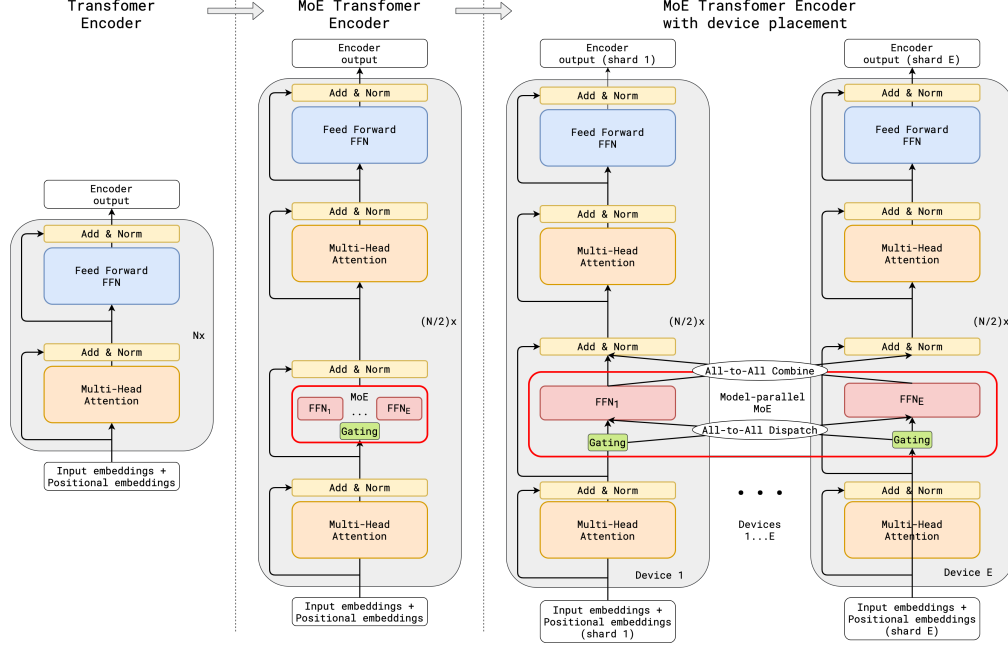 Transfomer
Encoder
Encoder
output
Add & Norm
Feed Forward
FFN
Nx
Add & Norm
Multi-Head
Attention
Input embeddings +
Positional embeddings
MoE Transfomer
Encoder
Encoder
output
Add & Norm
Feed Forward
FFN
Add & Norm
Multi-Head
Attention
(N/2)x
Add & Norm
MoE
FFN1 ... FFNE
Gating
Add & Norm
Multi-Head
Attention
Input embeddings +
Positional embeddings
MoE Transfomer Encoder
with device placement
Encoder
output (shard 1)
Add & Norm
Feed Forward
FFN
Add & Norm
Multi-Head
Attention
(N/2)x
Add & Norm
FFN1
Gating
Add & Norm
Multi-Head
Attention
Device 1
Input embeddings +
Positional embeddings
(shard 1)
All-to-All Combine
Model-parallel
MoE
All-to-All Dispatch
• • •
Devices
1...E
Encoder
output (shard E)
Add & Norm
Feed Forward
FFN
Add & Norm
Multi-Head
Attention
(N/2)x
Add & Norm
FFNE
Gating
Add & Norm
Multi-Head
Attention
Device E
Input embeddings +
Positional embeddings
(shard E)